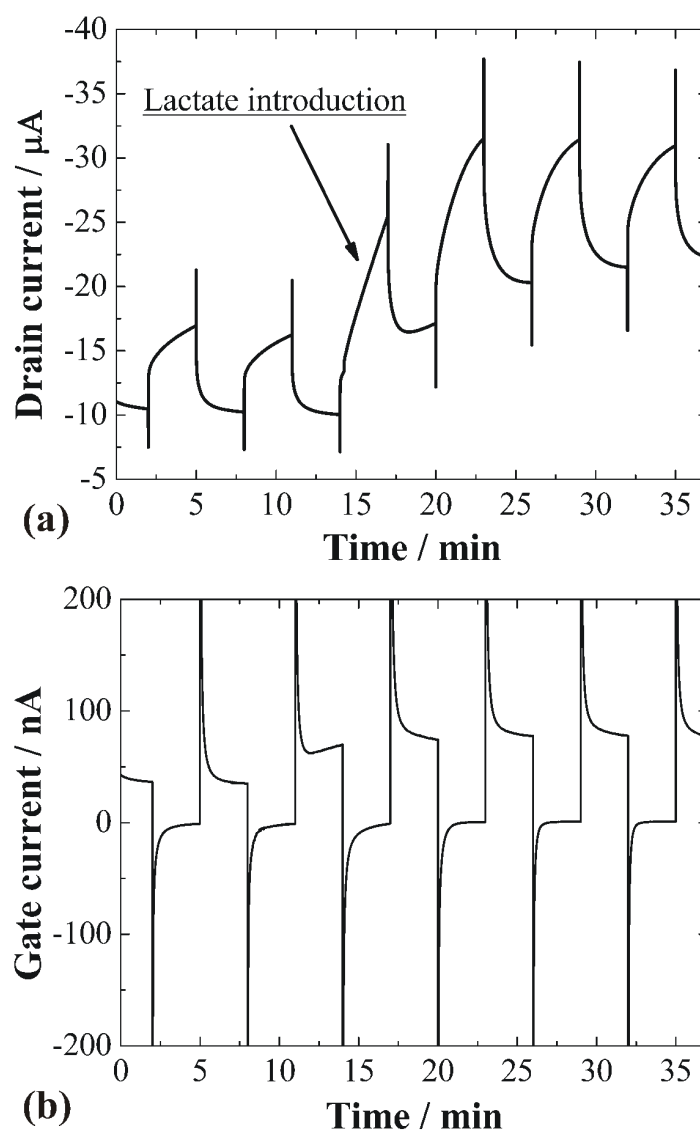 -40
-35
-30
-25
-20
-15
-10
-5
Drain current / μA
Lactate introduction
0 5 10 15 20 25 30 35
Time / min
(a)
200
100
0
-100
-200
Gate current / nA
0 5 10 15 20 25 30 35
Time / min
(b)